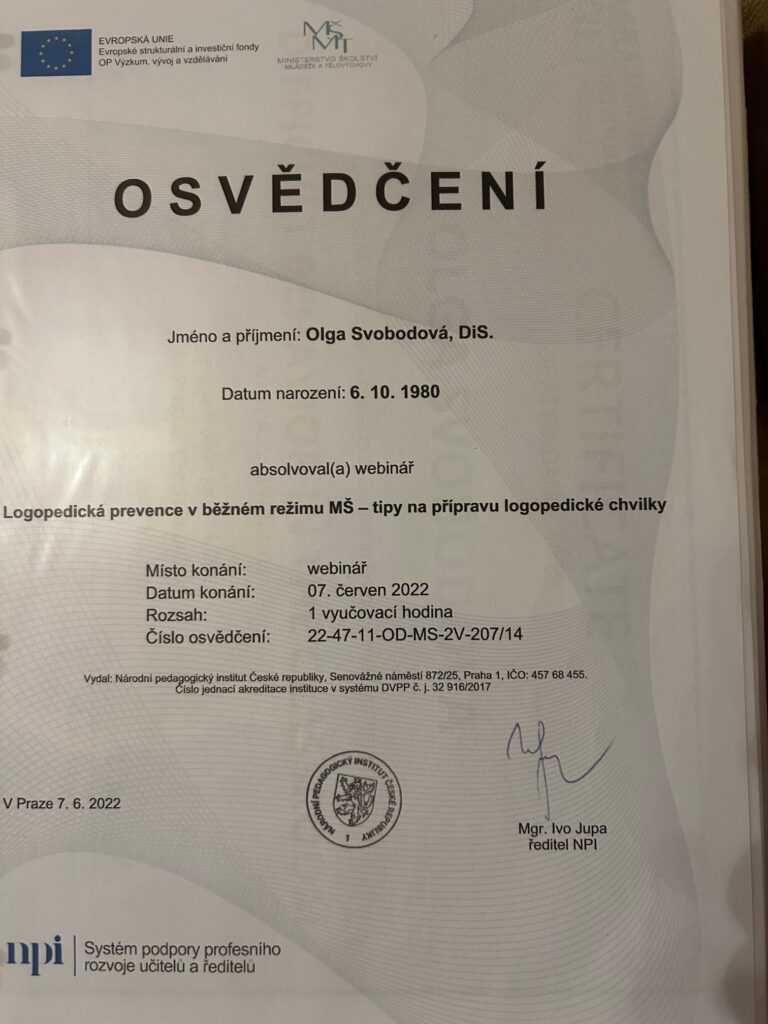 EVROPSKÁ UNIE
Evropské strukturální a investiční fondy
OP Výzkum, vývoj a vzdělávání
MŠMT
MINISTERSTVO ŠKOLSTVÍ
MLÁDEŽE A TĚLOVÝCHOVY
OSVĚDČENÍ
Jméno a příjmení: Olga Svobodová, DiS.
Datum narození: 6. 10. 1980
absolvoval(a) webinář
Logopedická prevence v běžném režimu MŠ – tipy na přípravu logopedické chvilky
Místo konání: webinář
Datum konání: 07. červen 2022
Rozsah: 1 vyučovací hodina
Číslo osvědčení: 22-47-11-OD-MS-2V-207/14
Vydal: Národní pedagogický institut České republiky, Senovážné náměstí 872/25, Praha 1, IČO: 457 68 455.
Číslo jednací akreditace instituce v systému DVPP č. j. 32 916/2017
NÁRODNÍ PEDAGOGICKÝ INSTITUT ČESKÉ REPUBLIKY
1
V Praze 7. 6. 2022
Mgr. Ivo Jupa
ředitel NPI
npi
Systém podpory profesního
rozvoje učitelů a ředitelů